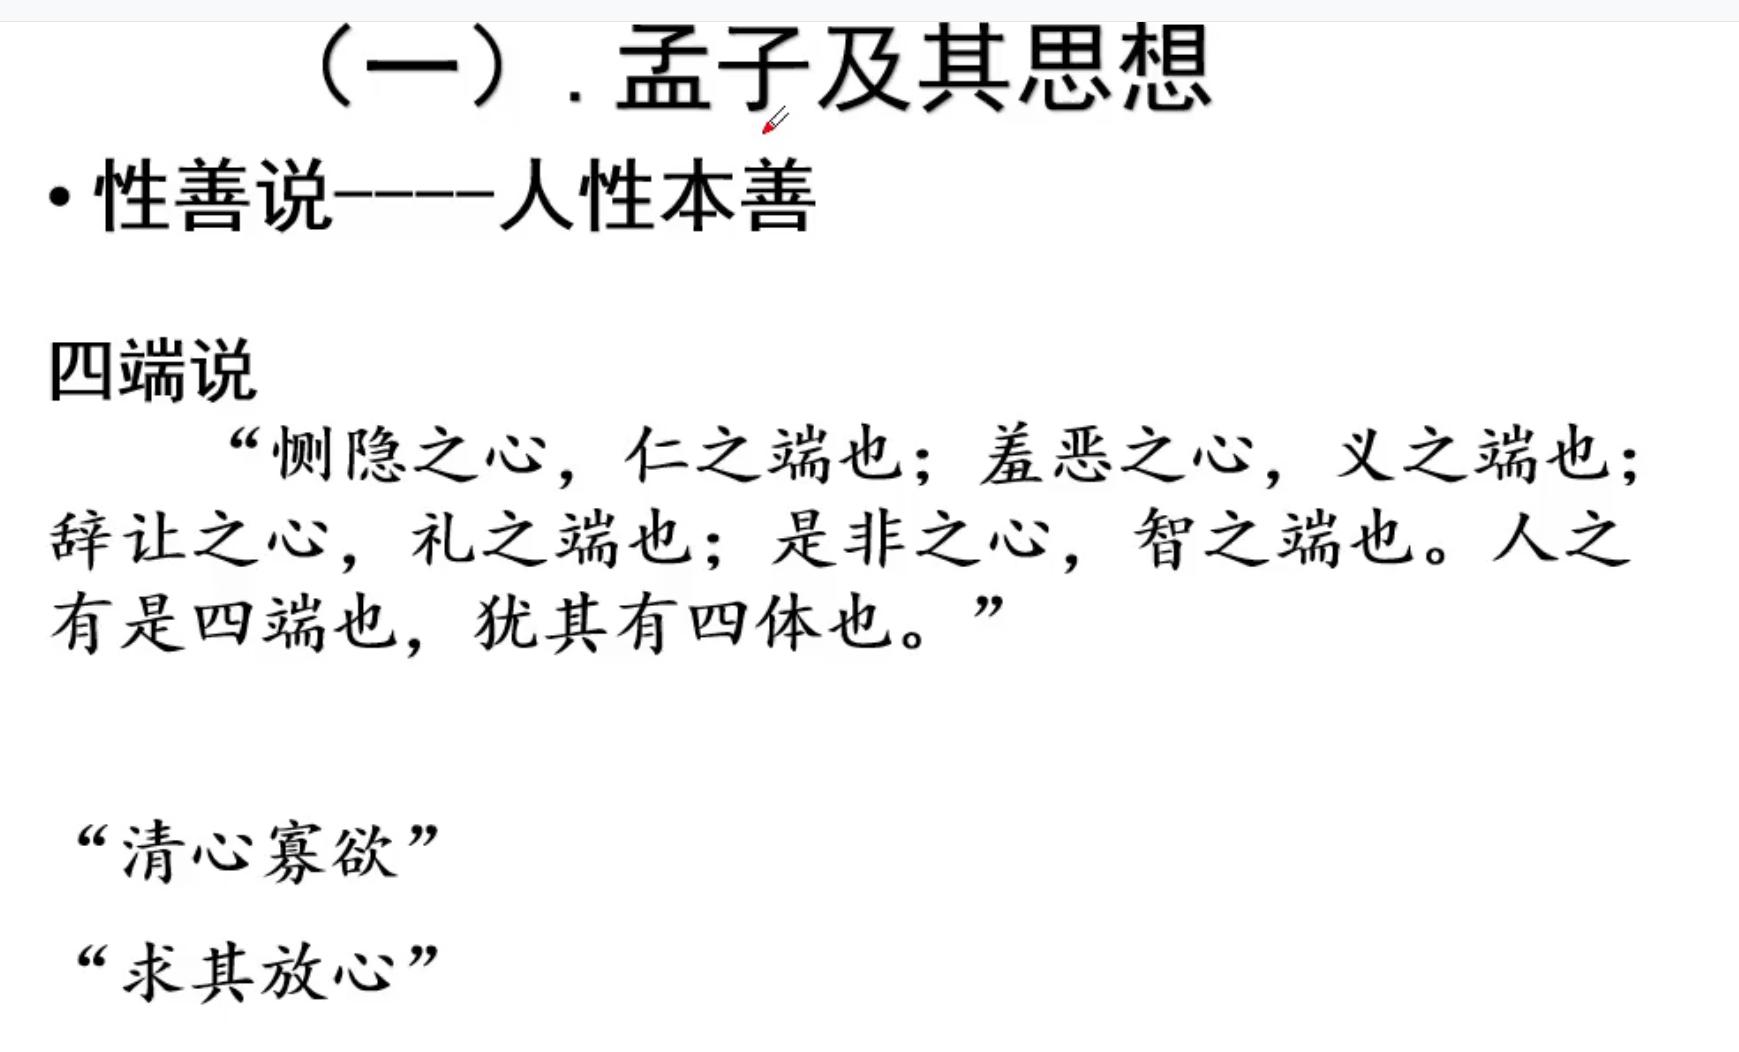 （一）.孟子及其思想
•性善说----人性本善
四端说
“恻隐之心，仁之端也；羞恶之心，义之端也；
辞让之心，礼之端也；是非之心，智之端也。人之
有是四端也，犹其有四体也。”
“清心寡欲”
“求其放心”